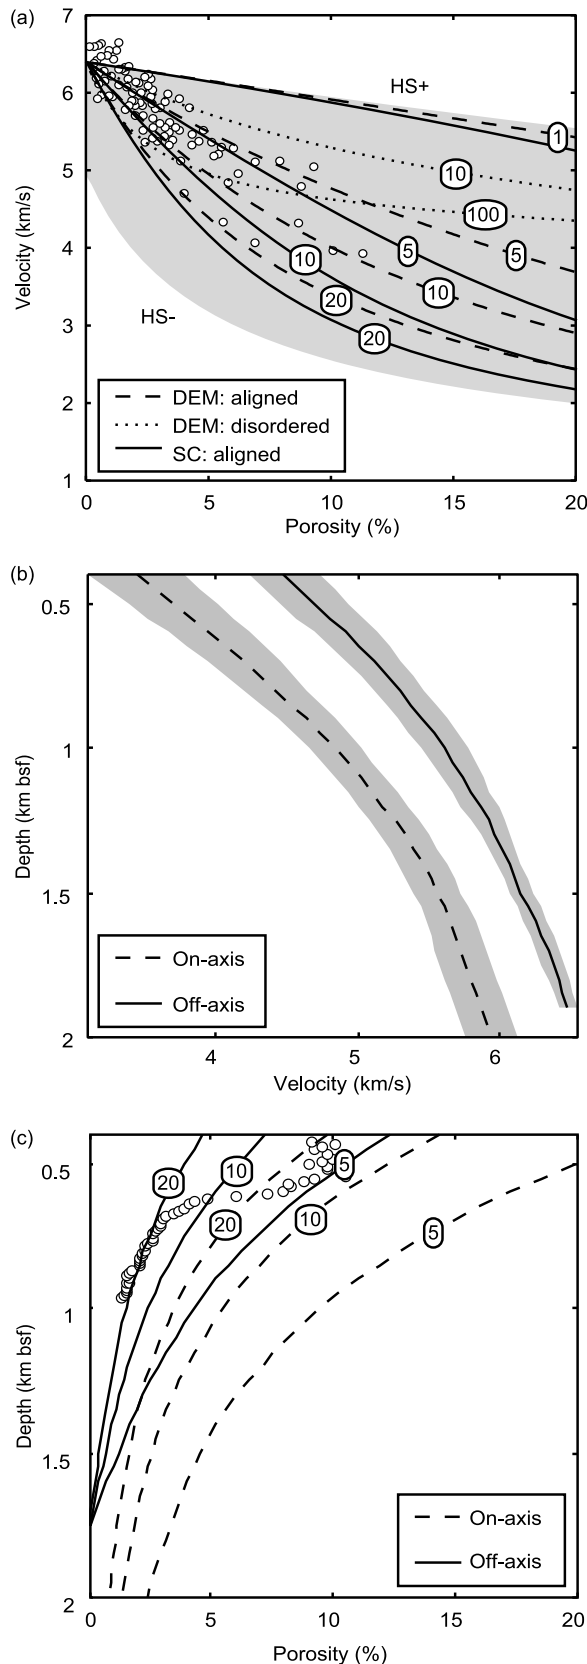 (a)
7
6
5
4
3
2
1
Velocity (km/s)
HS+
HS-
1
10
100
5
5
10
10
20
20
DEM: aligned
DEM: disordered
SC: aligned
0
5
10
15
20
Porosity (%)
(b)
0.5
1
1.5
2
Depth (km bsf)
On-axis
Off-axis
4
5
6
Velocity (km/s)
(c)
0.5
1
1.5
2
Depth (km bsf)
20
10
5
20
10
5
On-axis
Off-axis
0
5
10
15
20
Porosity (%)